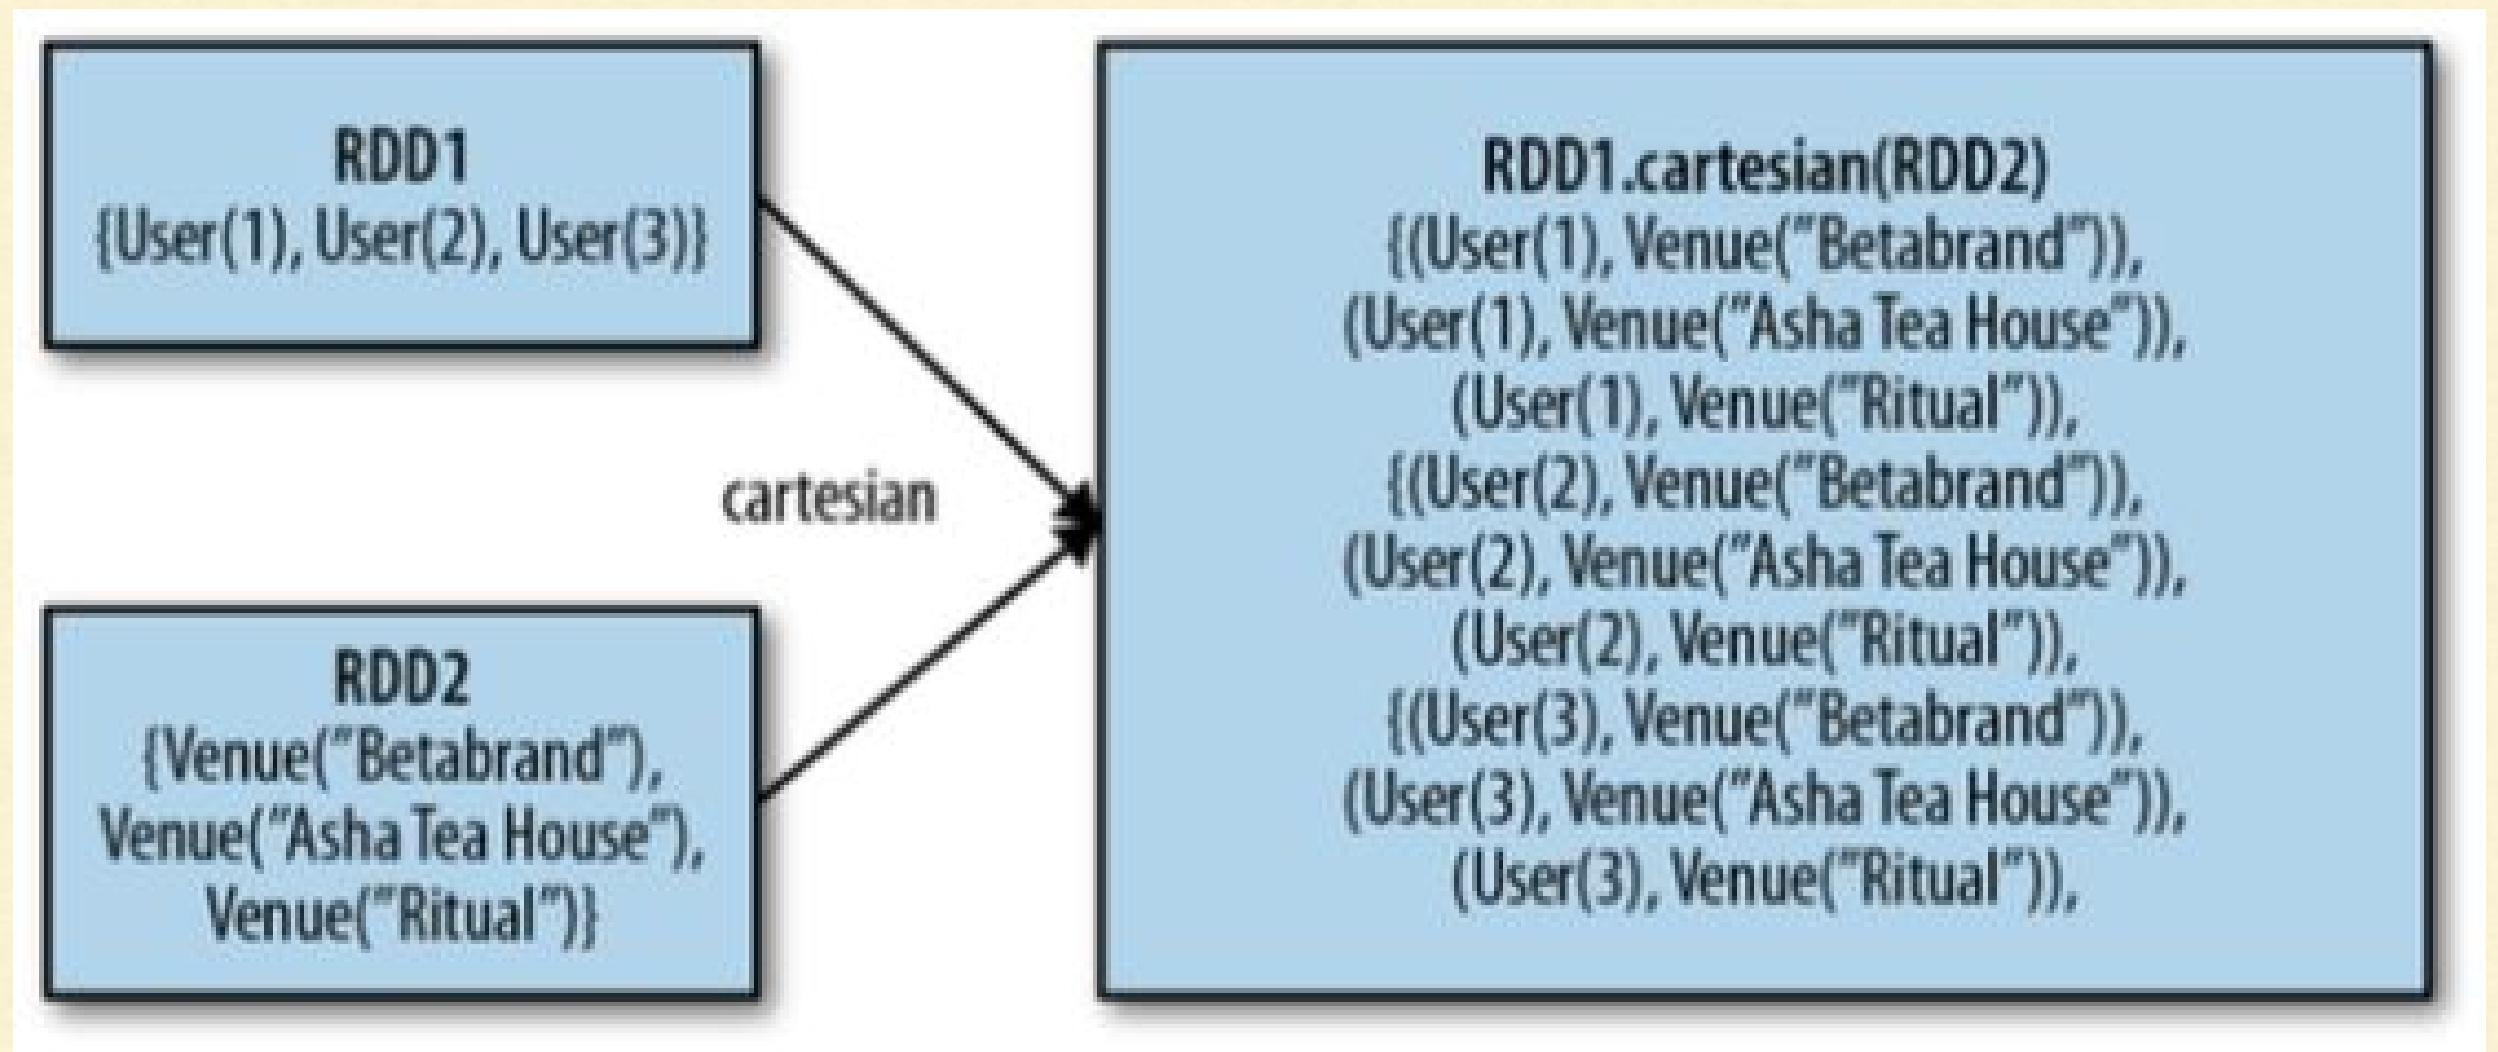 RDD1
{User(1), User(2), User(3)}
cartesian
RDD2
{Venue("Betabrand"),
Venue("Asha Tea House"),
Venue("Ritual")}
RDD1.cartesian(RDD2)
{(User(1), Venue("Betabrand")),
(User(1), Venue("Asha Tea House")),
(User(1), Venue("Ritual")),
{(User(2), Venue("Betabrand")),
(User(2), Venue("Asha Tea House")),
(User(2), Venue("Ritual")),
{(User(3), Venue("Betabrand")),
(User(3), Venue("Asha Tea House")),
(User(3), Venue("Ritual")),